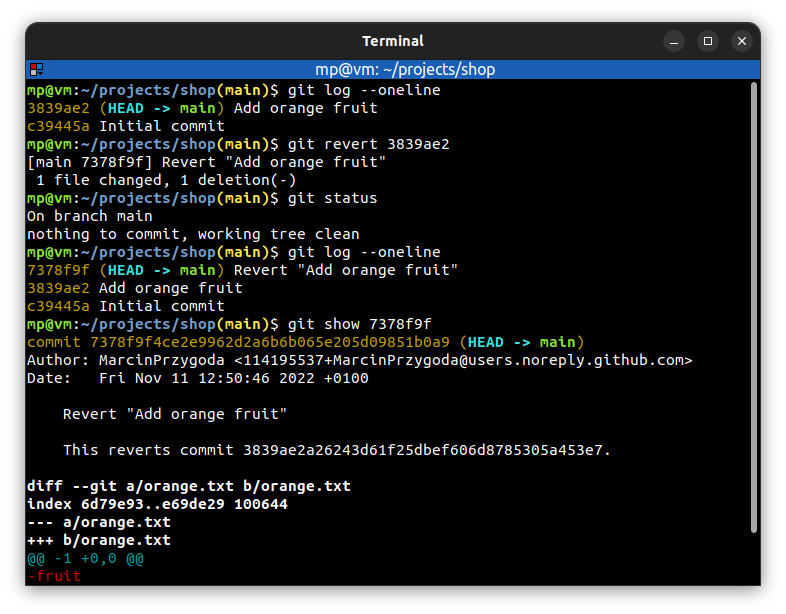 Terminal
mp@vm: ~/projects/shop
mp@vm:~/projects/shop(main)$ git log --oneline
3839ae2 (HEAD -> main) Add orange fruit
c39445a Initial commit
mp@vm:~/projects/shop(main)$ git revert 3839ae2
[main 7378f9f] Revert "Add orange fruit"
 1 file changed, 1 deletion(-)
mp@vm:~/projects/shop(main)$ git status
On branch main
nothing to commit, working tree clean
mp@vm:~/projects/shop(main)$ git log --oneline
7378f9f (HEAD -> main) Revert "Add orange fruit"
3839ae2 Add orange fruit
c39445a Initial commit
mp@vm:~/projects/shop(main)$ git show 7378f9f
commit 7378f9f4ce2e9962d2a6b6b065e205d09851b0a9 (HEAD -> main)
Author: MarcinPrzygoda <114195537+MarcinPrzygoda@users.noreply.github.com>
Date:   Fri Nov 11 12:50:46 2022 +0100

    Revert "Add orange fruit"

    This reverts commit 3839ae2a26243d61f25dbef606d8785305a453e7.

diff --git a/orange.txt b/orange.txt
index 6d79e93..e69de29 100644
--- a/orange.txt
+++ b/orange.txt
@@ -1 +0,0 @@
-fruit